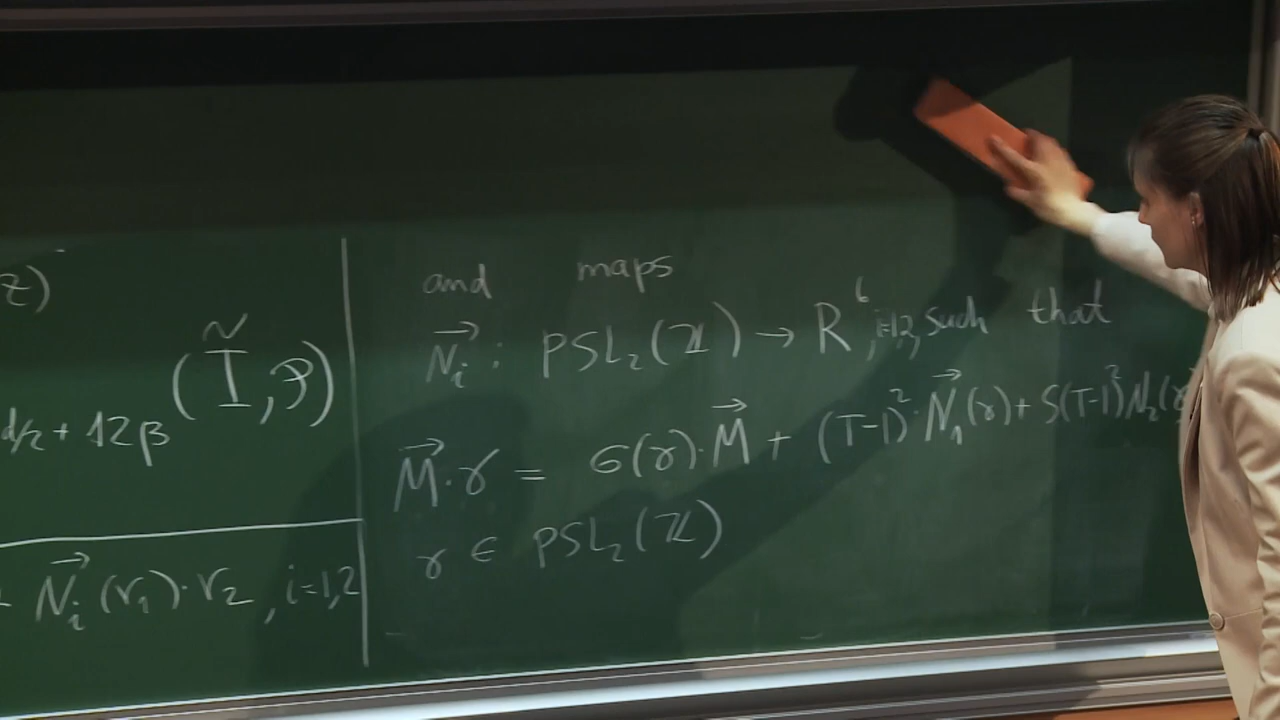 z)
d/2 + 12β (Ĩ, P)
N⃗ᵢ(γ₁)·γ₂, i=1,2
and maps
N⃗ᵢ : PSL₂(ℤ) → R⁶, i=1,2, such that
M⃗·γ = σ(γ)·M⃗ + (T-1)²·N⃗₁(γ) + S(T-1)²N₂(γ
γ ∈ PSL₂(ℤ)